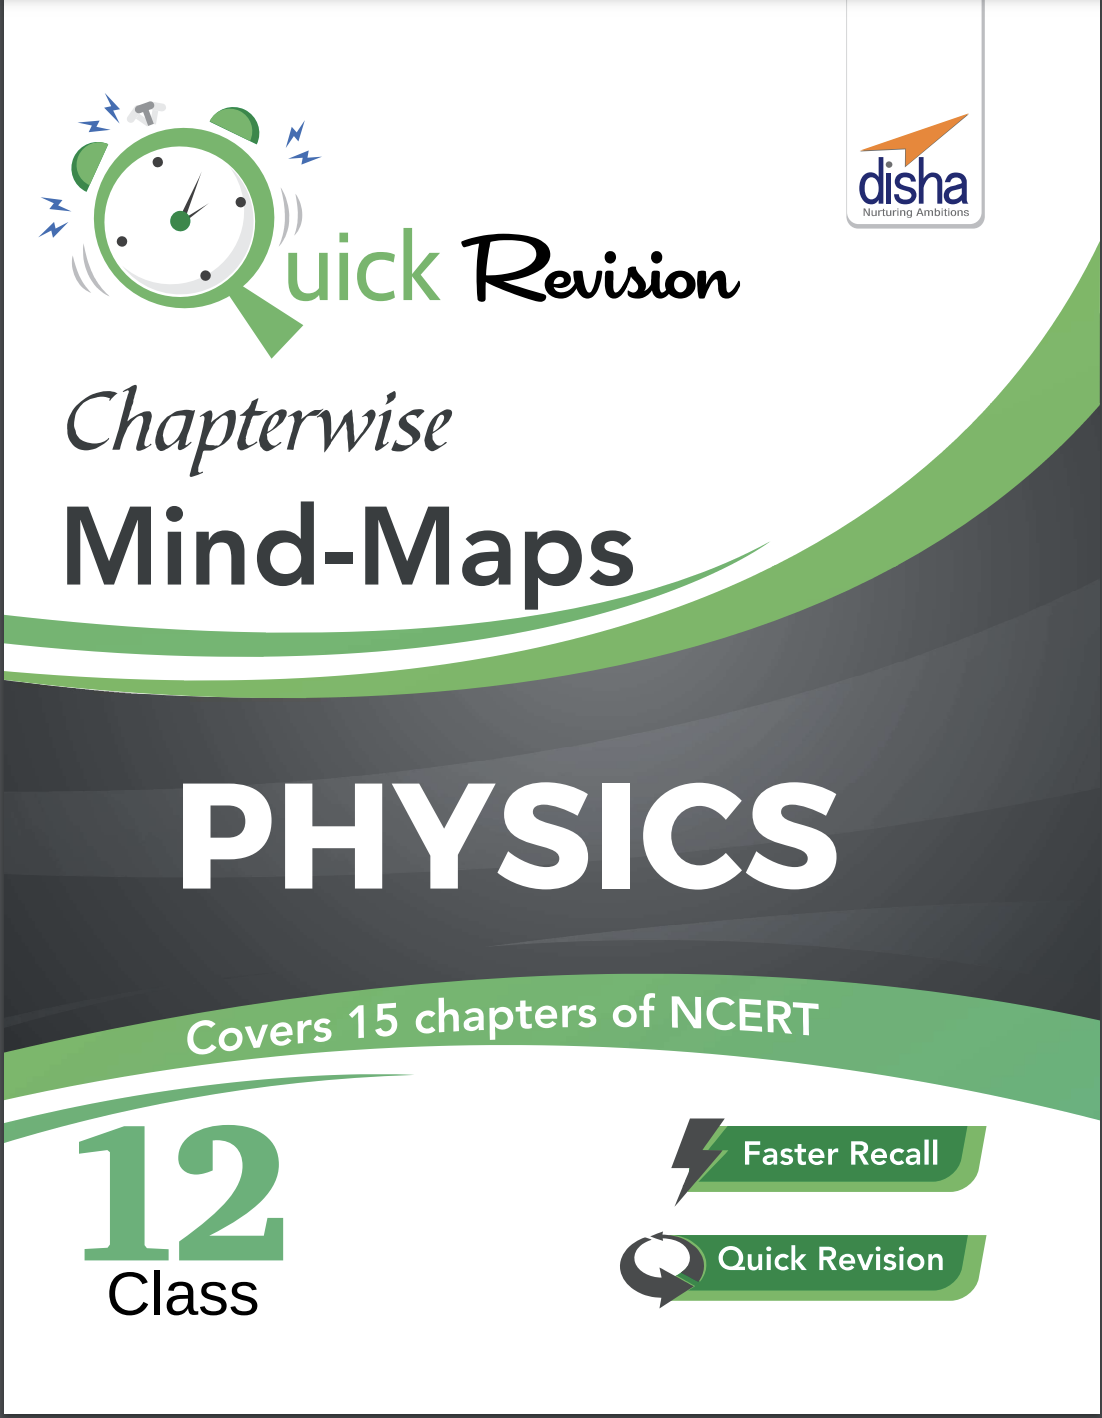 disha
Nurturing Ambitions
Quick Revision
Chapterwise
Mind-Maps
PHYSICS
Covers 15 chapters of NCERT
12
Class
Faster Recall
Quick Revision